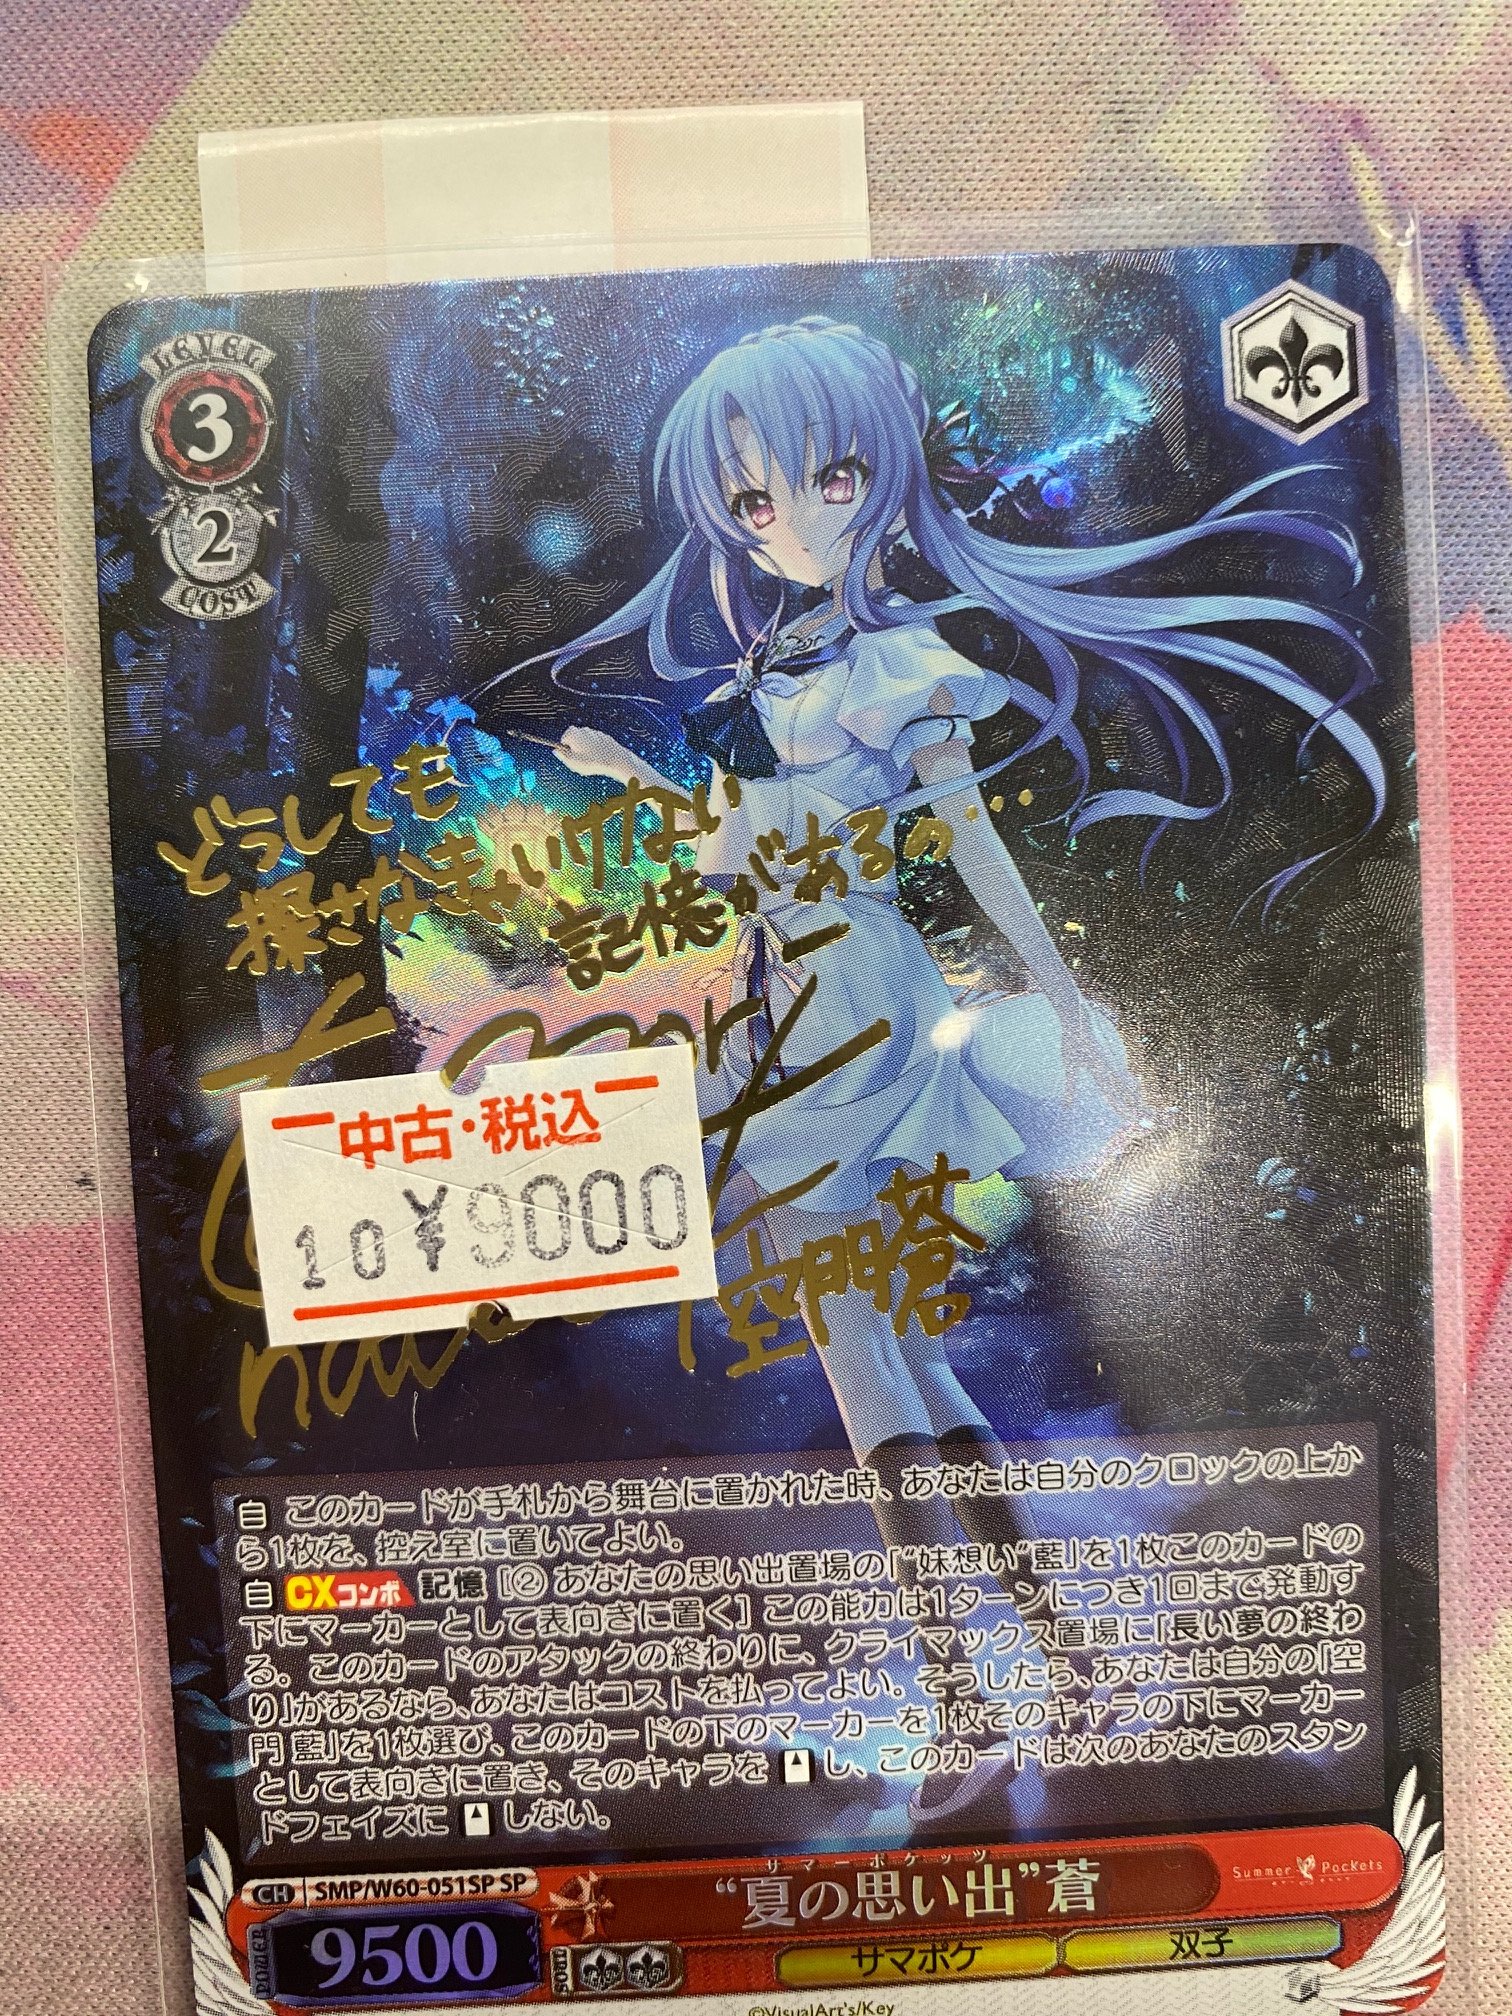 LEVEL
3
2
COST
どうしても
探さなきゃいけない
記憶があるの…
空門蒼
中古・税込
10 ¥9000
自 このカードが手札から舞台に置かれた時、あなたは自分のクロックの上か
ら1枚を、控え室に置いてよい。
自 CXコンボ 記憶 [② あなたの思い出置場の「“妹想い”藍」を1枚このカードの
下にマーカーとして表向きに置く] この能力は1ターンにつき1回まで発動す
る。このカードのアタックの終わりに、クライマックス置場に「長い夢の終わ
り」があるなら、あなたはコストを払ってよい。そうしたら、あなたは自分の「空
門 藍」を1枚選び、このカードの下のマーカーを1枚そのキャラの下にマーカー
として表向きに置き、そのキャラを し、このカードは次のあなたのスタン
ドフェイズに しない。
CH SMP/W60-051SP SP
サマーポケッツ
“夏の思い出”蒼
Summer Pockets
POWER 9500
SOUL
サマポケ
双子
©VisualArt's/Key